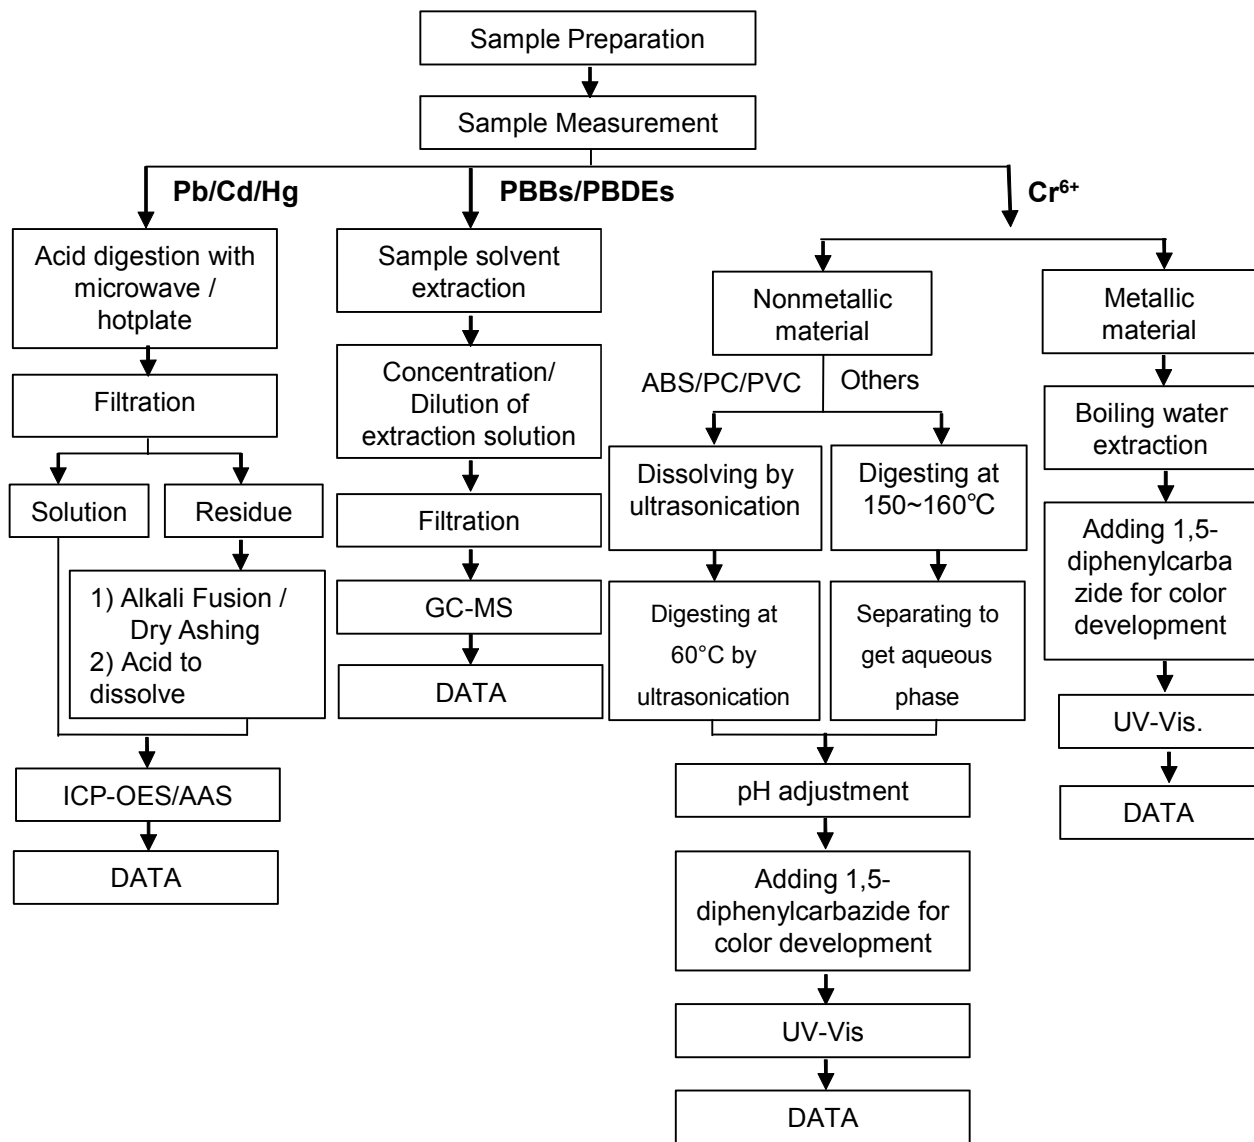 Sample Preparation
Sample Measurement
Pb/Cd/Hg
PBBs/PBDEs
Cr⁶⁺
Acid digestion with
microwave /
hotplate
Filtration
Solution
Residue
1) Alkali Fusion /
Dry Ashing
2) Acid to
dissolve
ICP-OES/AAS
DATA
Sample solvent
extraction
Concentration/
Dilution of
extraction solution
Filtration
GC-MS
DATA
Nonmetallic
material
ABS/PC/PVC
Others
Dissolving by
ultrasonication
Digesting at
60°C by
ultrasonication
Digesting at
150~160℃
Separating to
get aqueous
phase
pH adjustment
Adding 1,5-
diphenylcarbazide for
color development
UV-Vis
DATA
Metallic
material
Boiling water
extraction
Adding 1,5-
diphenylcarba
zide for color
development
UV-Vis.
DATA